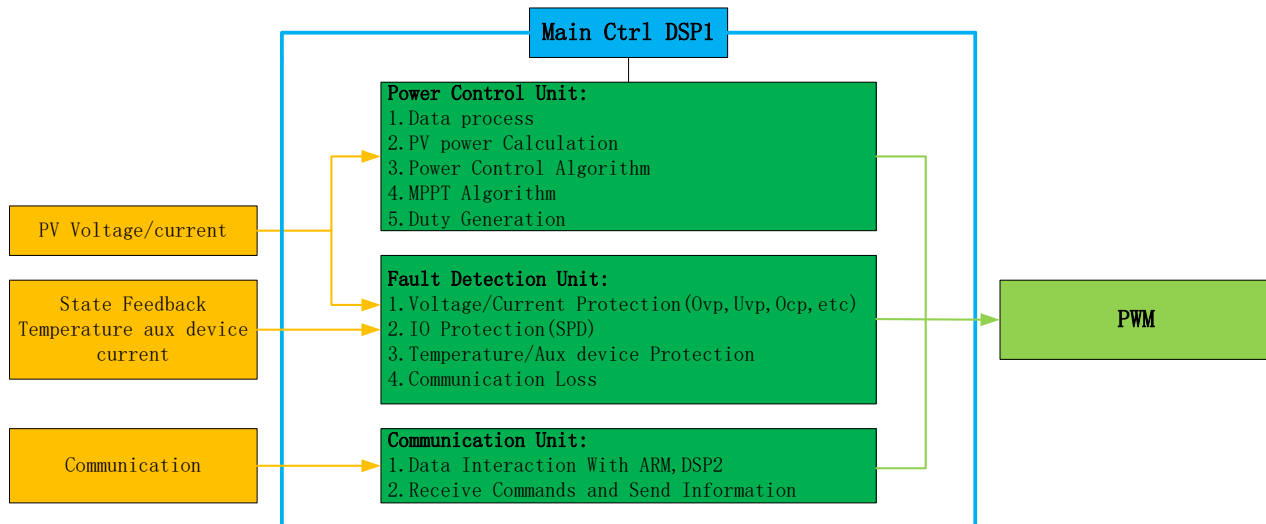 Main Ctrl DSP1
Power Control Unit:
1.Data process
2.PV power Calculation
3.Power Control Algorithm
4.MPPT Algorithm
5.Duty Generation
PV Voltage/current
Fault Detection Unit:
1.Voltage/Current Protection(Ovp,Uvp,Ocp,etc)
2.IO Protection(SPD)
3.Temperature/Aux device Protection
4.Communication Loss
State Feedback
Temperature aux device
current
PWM
Communication Unit:
1.Data Interaction With ARM,DSP2
2.Receive Commands and Send Information
Communication